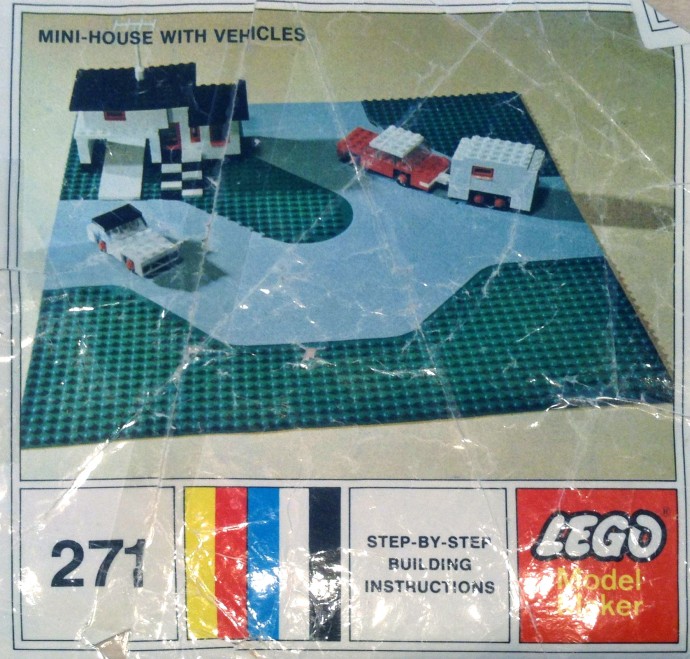 MINI-HOUSE WITH VEHICLES
271
STEP-BY-STEP
BUILDING
INSTRUCTIONS
LEGO®
Model
Maker